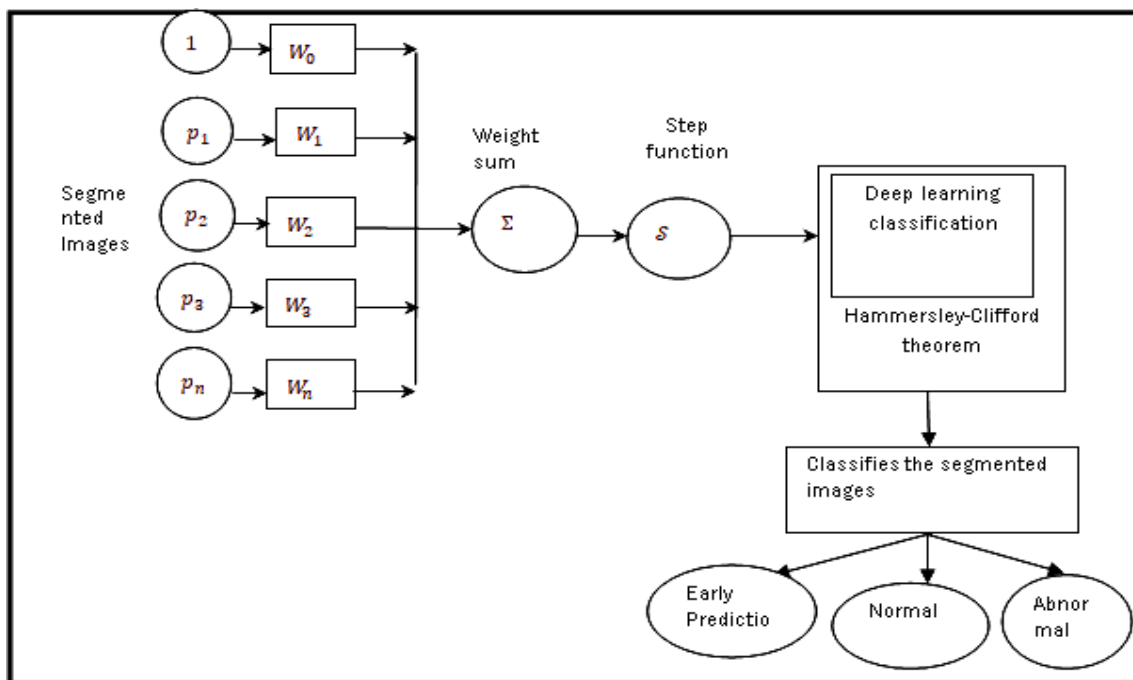 1
W₀
p₁
W₁
Segme
nted
Images
p₂
W₂
p₃
W₃
pₙ
Wₙ
Weight
sum
Σ
Step
function
𝒮
Deep learning
classification
Hammersley-Clifford
theorem
Classifies the segmented
images
Early
Predictio
Normal
Abnor
mal